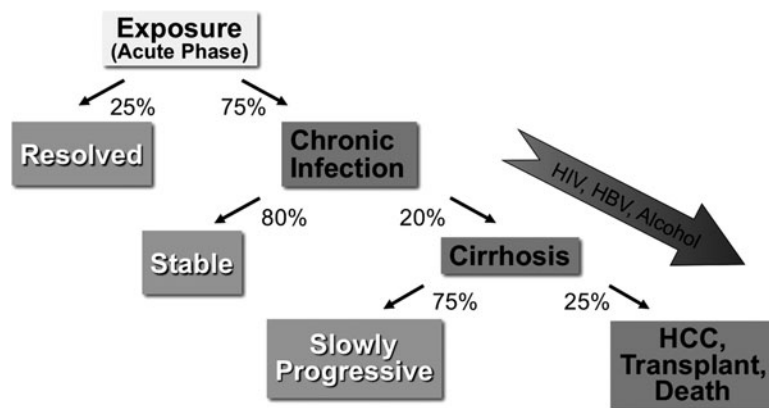 Exposure
(Acute Phase)
25%
75%
Resolved
Chronic
Infection
HIV, HBV, Alcohol
80%
20%
Stable
Cirrhosis
75%
25%
Slowly
Progressive
HCC,
Transplant,
Death